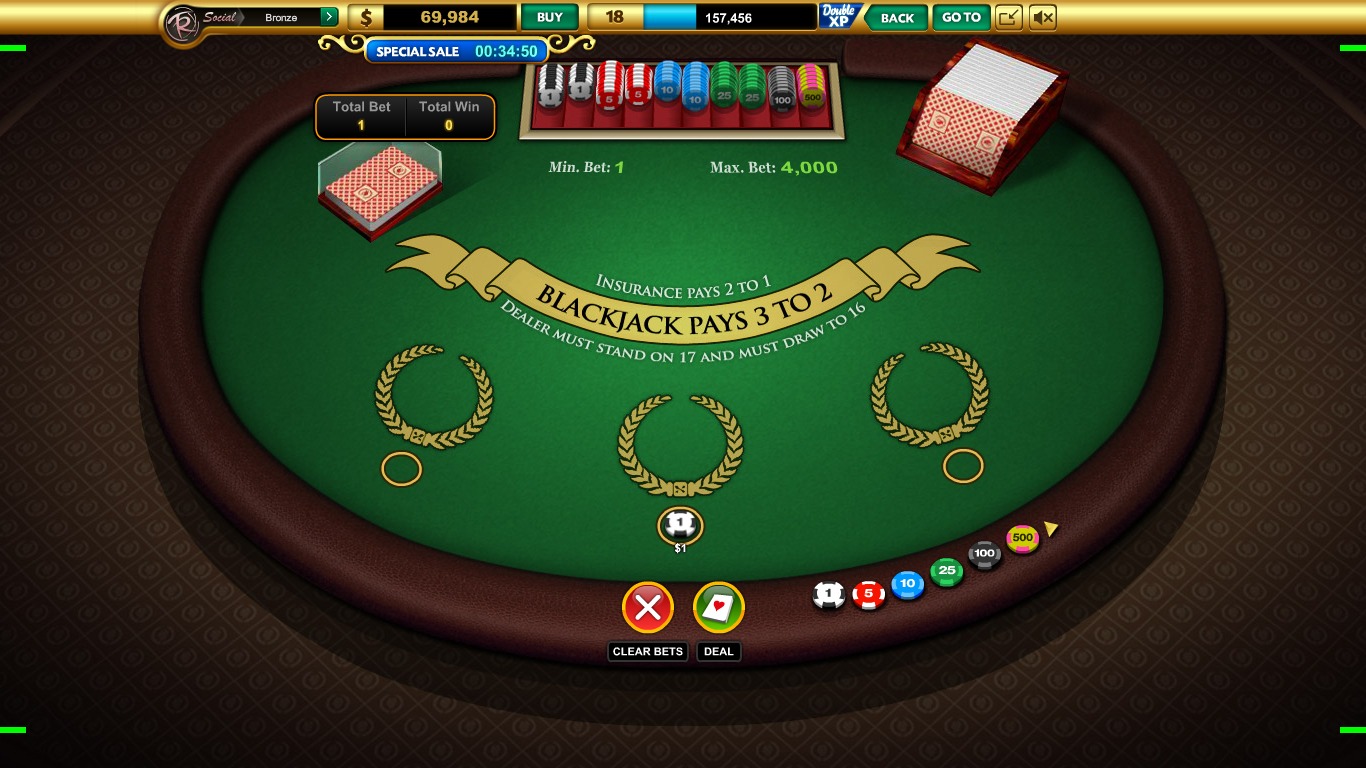 R Social Bronze > $ 69,984 BUY 18 157,456 Double XP BACK GO TO
SPECIAL SALE 00:34:50
Total Bet Total Win
1 0
1 1 5 5 10 10 25 25 100 500
Min. Bet: 1 Max. Bet: 4,000
INSURANCE PAYS 2 TO 1
BLACKJACK PAYS 3 TO 2
DEALER MUST STAND ON 17 AND MUST DRAW TO 16
1
$1
1 5 10 25 100 500
CLEAR BETS DEAL